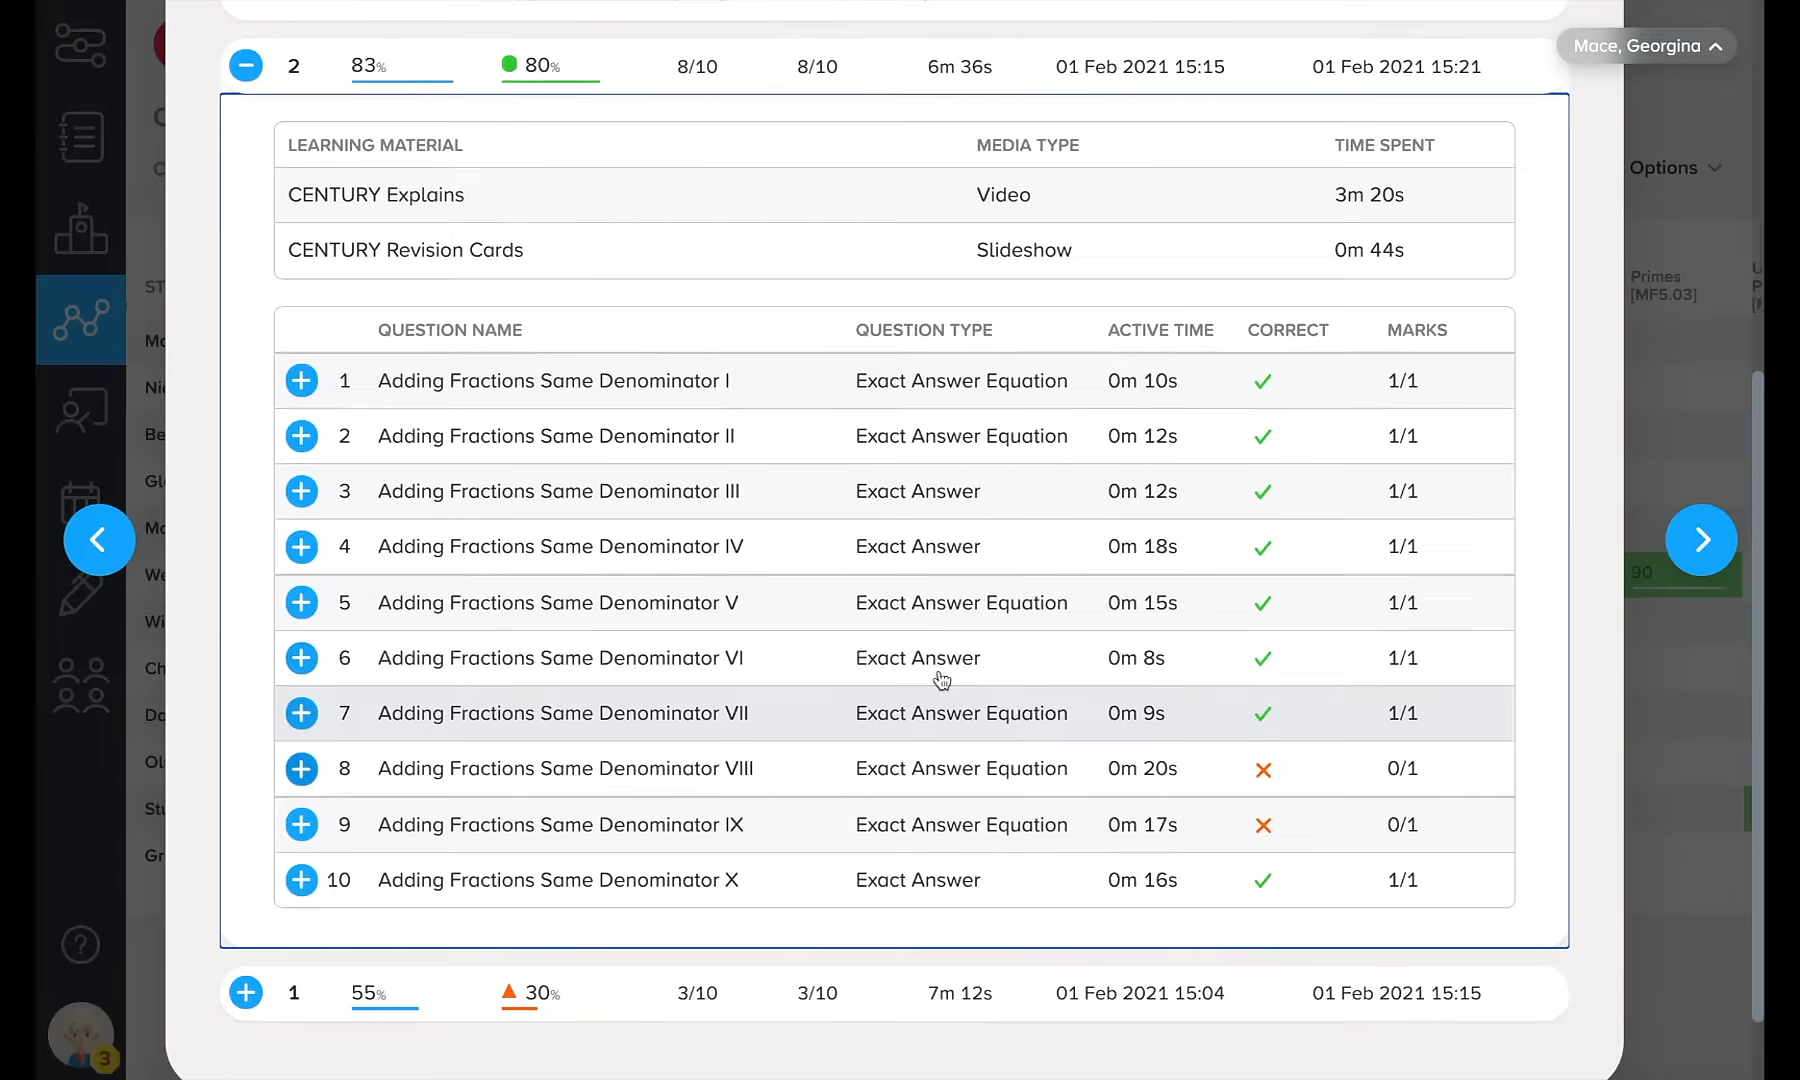 2 83% 80% 8/10 8/10 6m 36s 01 Feb 2021 15:15 01 Feb 2021 15:21
Mace, Georgina
Options
LEARNING MATERIAL MEDIA TYPE TIME SPENT
CENTURY Explains Video 3m 20s
CENTURY Revision Cards Slideshow 0m 44s
Primes
[MF5.03]
ST
QUESTION NAME QUESTION TYPE ACTIVE TIME CORRECT MARKS
1 Adding Fractions Same Denominator I Exact Answer Equation 0m 10s 1/1
Ni
2 Adding Fractions Same Denominator II Exact Answer Equation 0m 12s 1/1
Be
3 Adding Fractions Same Denominator III Exact Answer 0m 12s 1/1
4 Adding Fractions Same Denominator IV Exact Answer 0m 18s 1/1
5 Adding Fractions Same Denominator V Exact Answer Equation 0m 15s 1/1
We
90
6 Adding Fractions Same Denominator VI Exact Answer 0m 8s 1/1
Wi
7 Adding Fractions Same Denominator VII Exact Answer Equation 0m 9s 1/1
Ch
8 Adding Fractions Same Denominator VIII Exact Answer Equation 0m 20s 0/1
Ol
9 Adding Fractions Same Denominator IX Exact Answer Equation 0m 17s 0/1
10 Adding Fractions Same Denominator X Exact Answer 0m 16s 1/1
Gr
1 55% 30% 3/10 3/10 7m 12s 01 Feb 2021 15:04 01 Feb 2021 15:15
3